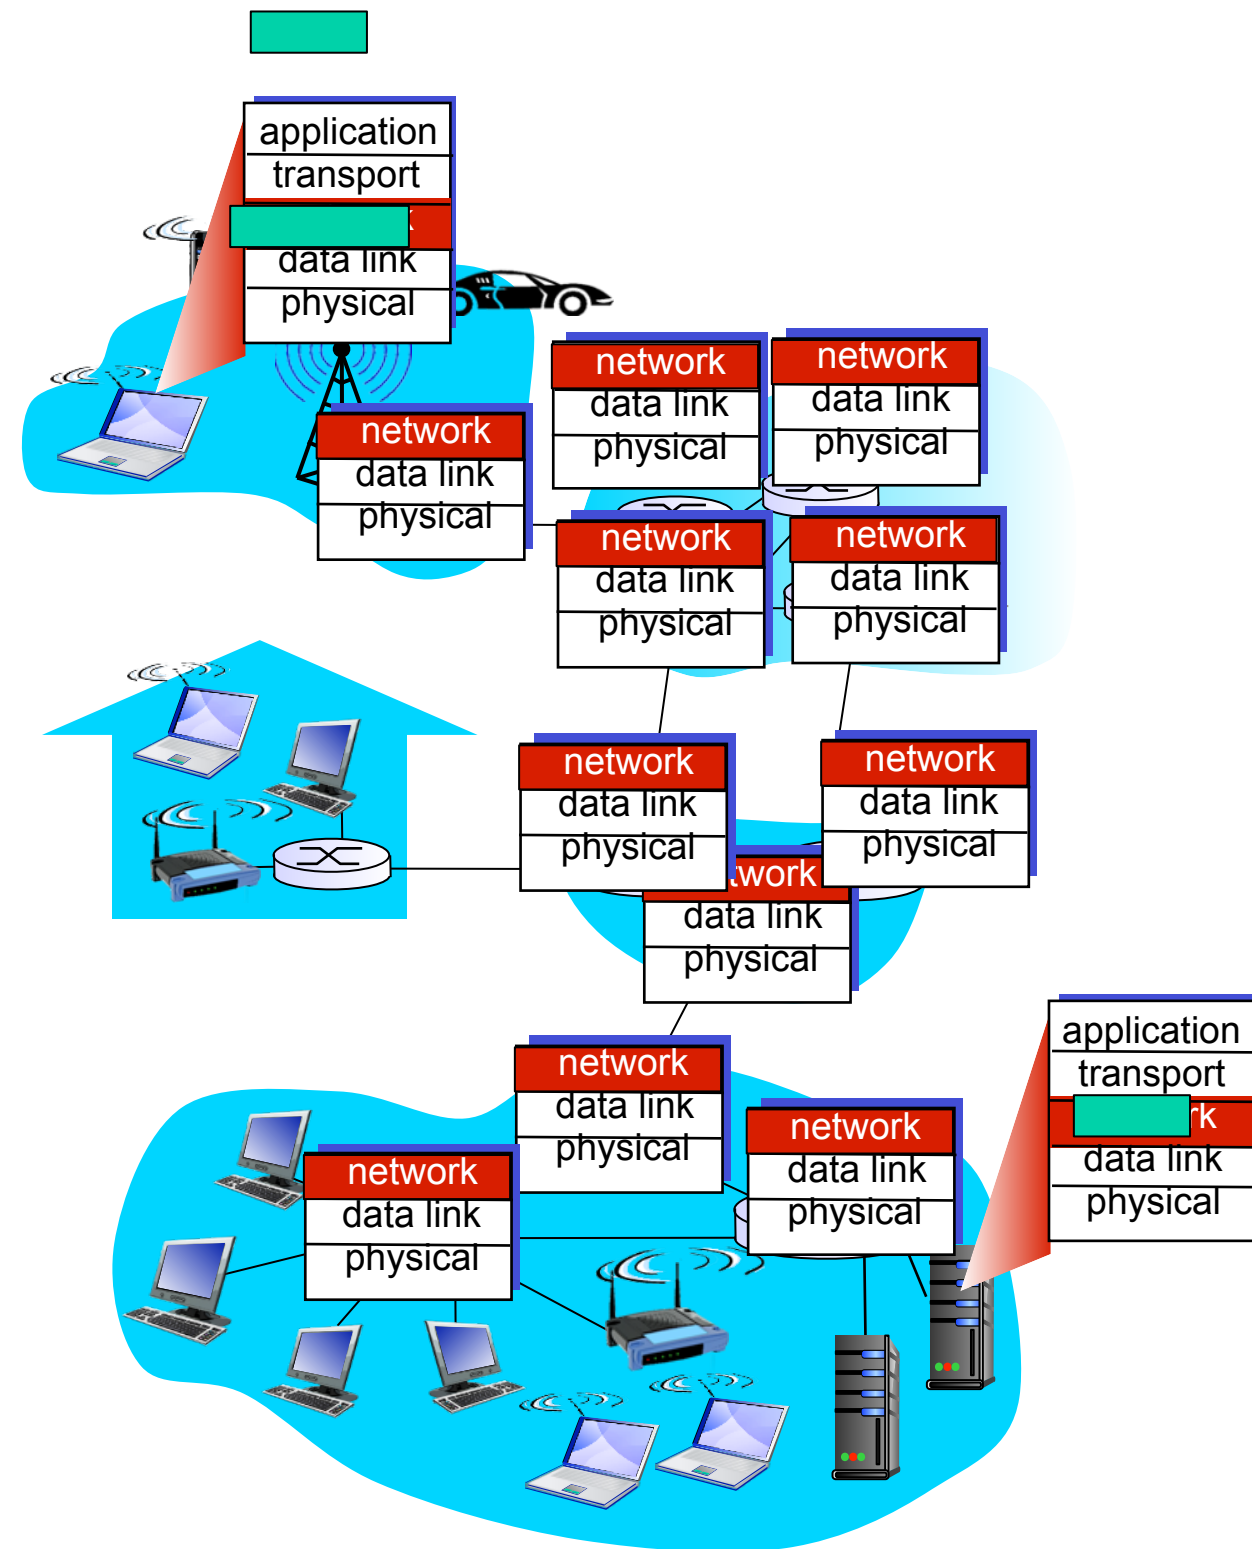 application
transport
k
data link
physical
network
data link
physical
network
data link
physical
network
data link
physical
network
data link
physical
network
data link
physical
network
data link
physical
network
data link
physical
twork
data link
physical
application
transport
rk
data link
physical
network
data link
physical
network
data link
physical
network
data link
physical